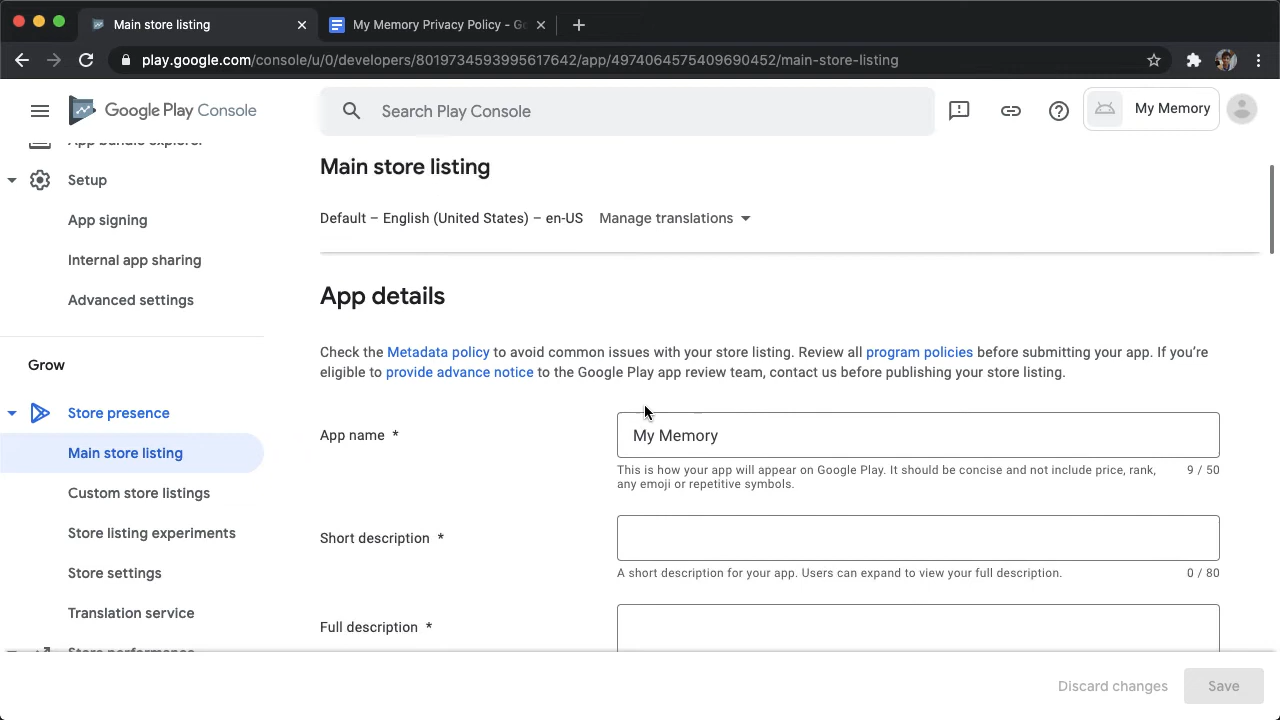 Main store listing
My Memory Privacy Policy - Go
play.google.com/console/u/0/developers/8019734593995617642/app/4974064575409690452/main-store-listing
Google Play Console
Search Play Console
My Memory
App bundle explorer
Setup
App signing
Internal app sharing
Advanced settings
Grow
Store presence
Main store listing
Custom store listings
Store listing experiments
Store settings
Translation service
Store performance
Main store listing
Default – English (United States) – en-US Manage translations
App details
Check the Metadata policy to avoid common issues with your store listing. Review all program policies before submitting your app. If you’re
eligible to provide advance notice to the Google Play app review team, contact us before publishing your store listing.
App name *
My Memory
This is how your app will appear on Google Play. It should be concise and not include price, rank, 9 / 50
any emoji or repetitive symbols.
Short description *
A short description for your app. Users can expand to view your full description. 0 / 80
Full description *
Discard changes
Save